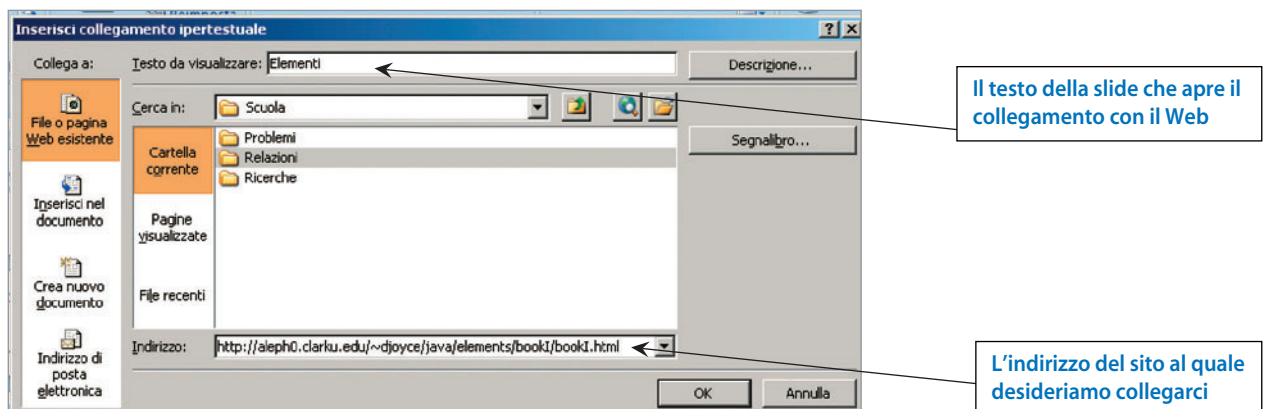 Inserisci collegamento ipertestuale
Collega a:
Testo da visualizzare: Elementi
Descrizione...
File o pagina
Web esistente
Cerca in: Scuola
Cartella
corrente
Problemi
Relazioni
Ricerche
Segnalibro...
Inserisci nel
documento
Pagine
visualizzate
Crea nuovo
documento
File recenti
Indirizzo di
posta
elettronica
Indirizzo: http://aleph0.clarku.edu/~djoyce/java/elements/bookI/bookI.html
OK
Annulla
Il testo della slide che apre il
collegamento con il Web
L'indirizzo del sito al quale
desideriamo collegarci